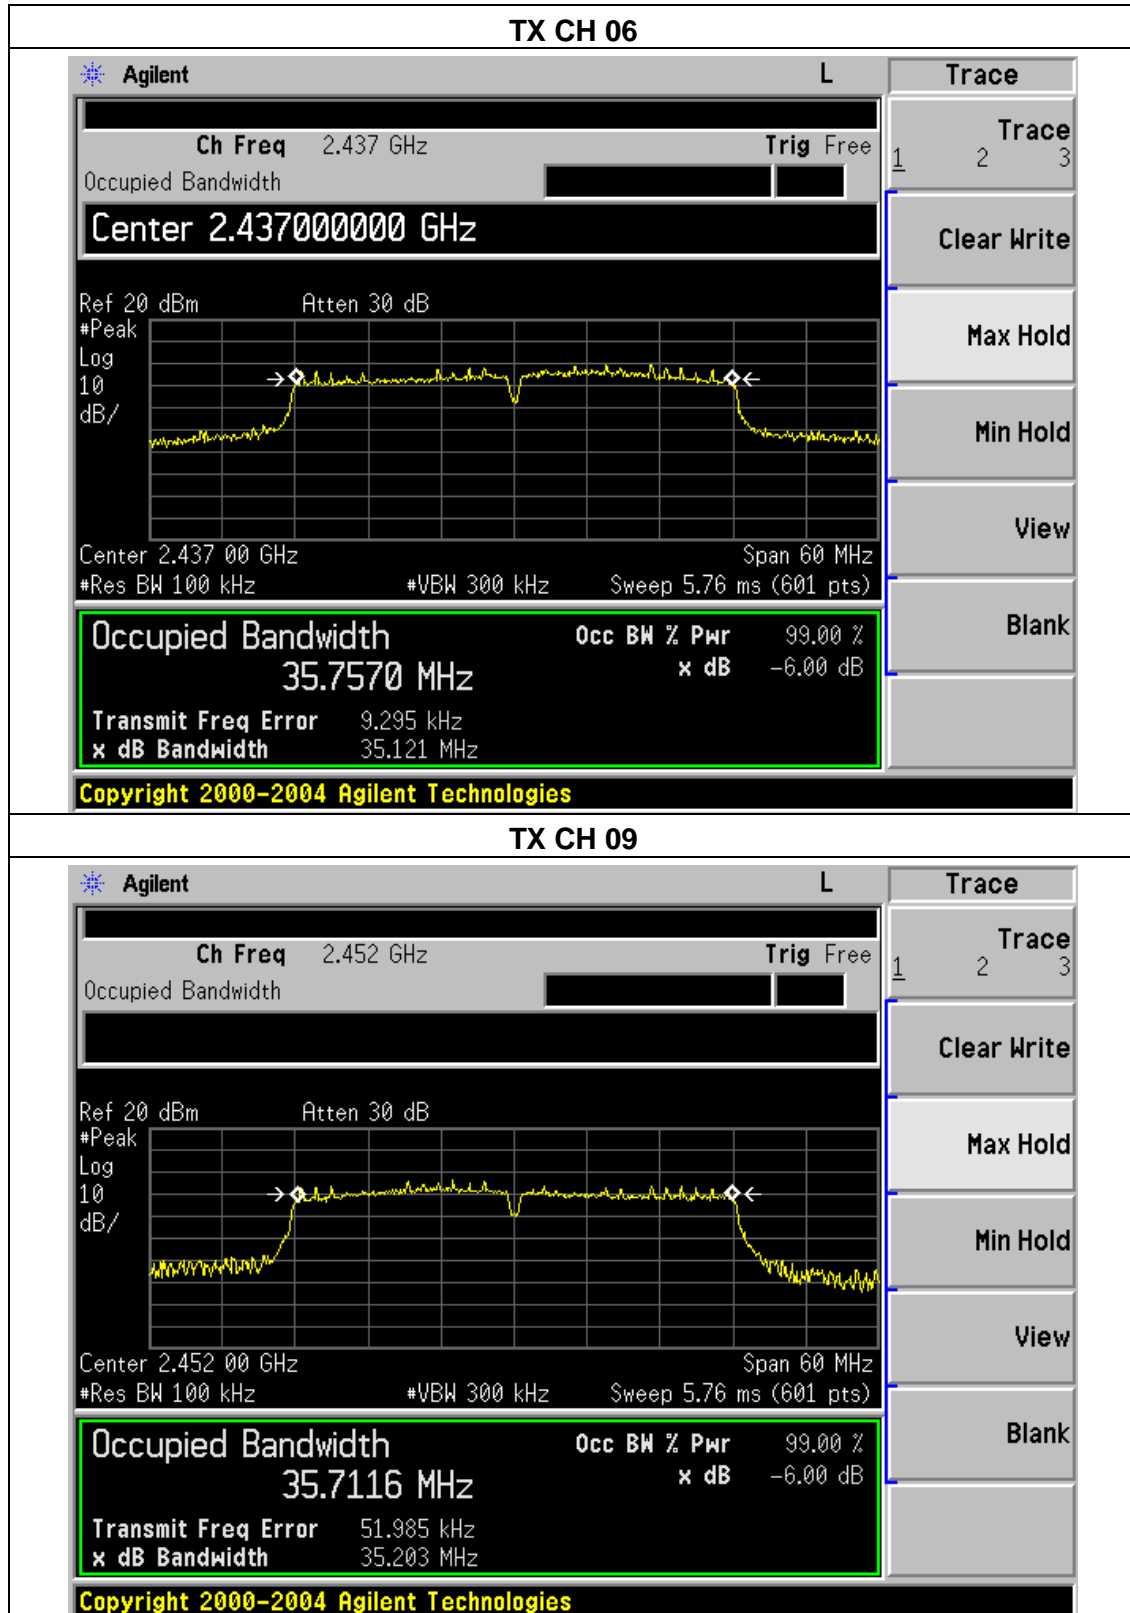 TX CH 06
Agilent L Trace
Ch Freq 2.437 GHz Trig Free
Occupied Bandwidth
Center 2.437000000 GHz
Ref 20 dBm Atten 30 dB
#Peak
Log
10
dB/
Center 2.437 00 GHz Span 60 MHz
#Res BW 100 kHz #VBW 300 kHz Sweep 5.76 ms (601 pts)
Occupied Bandwidth Occ BW % Pwr 99.00 %
35.7570 MHz x dB -6.00 dB
Transmit Freq Error 9.295 kHz
x dB Bandwidth 35.121 MHz
Trace
1 2 3
Clear Write
Max Hold
Min Hold
View
Blank
Copyright 2000-2004 Agilent Technologies
TX CH 09
Agilent L Trace
Ch Freq 2.452 GHz Trig Free
Occupied Bandwidth
Ref 20 dBm Atten 30 dB
#Peak
Log
10
dB/
Center 2.452 00 GHz Span 60 MHz
#Res BW 100 kHz #VBW 300 kHz Sweep 5.76 ms (601 pts)
Occupied Bandwidth Occ BW % Pwr 99.00 %
35.7116 MHz x dB -6.00 dB
Transmit Freq Error 51.985 kHz
x dB Bandwidth 35.203 MHz
Trace
1 2 3
Clear Write
Max Hold
Min Hold
View
Blank
Copyright 2000-2004 Agilent Technologies